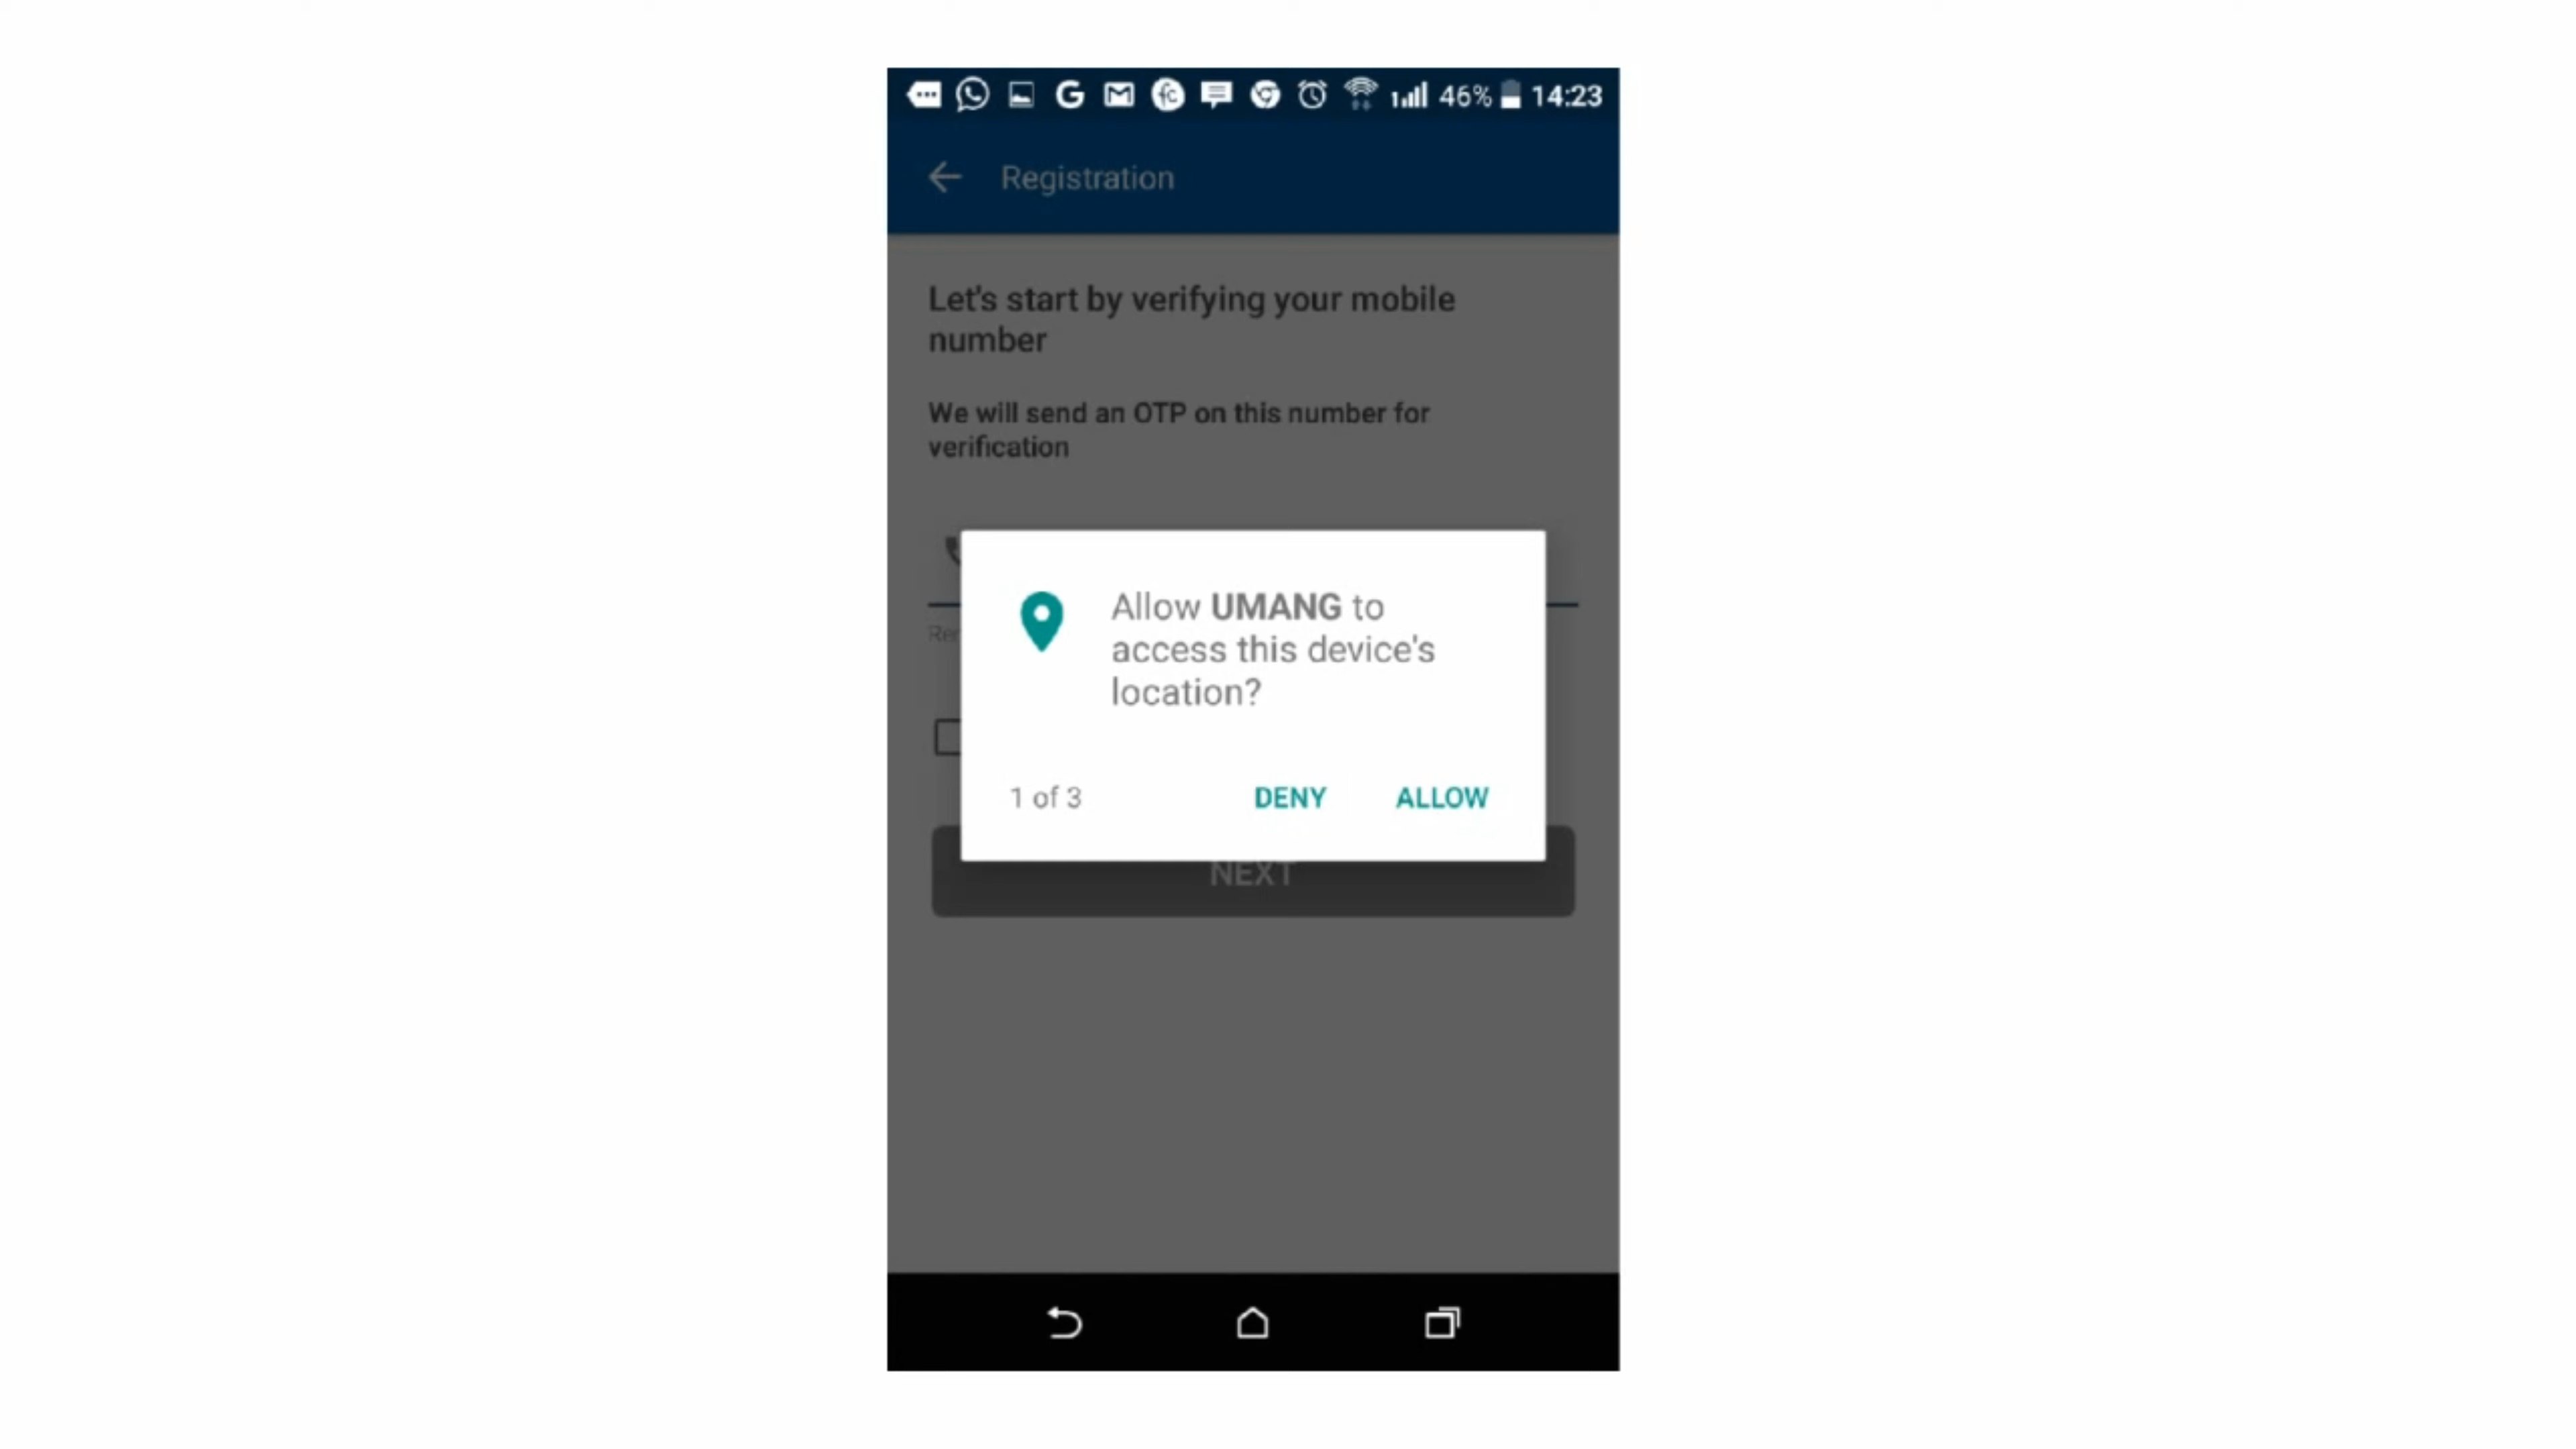 46% 14:23
Registration
Let's start by verifying your mobile
number
We will send an OTP on this number for
verification
Allow UMANG to
access this device's
location?
1 of 3 DENY ALLOW
NEXT